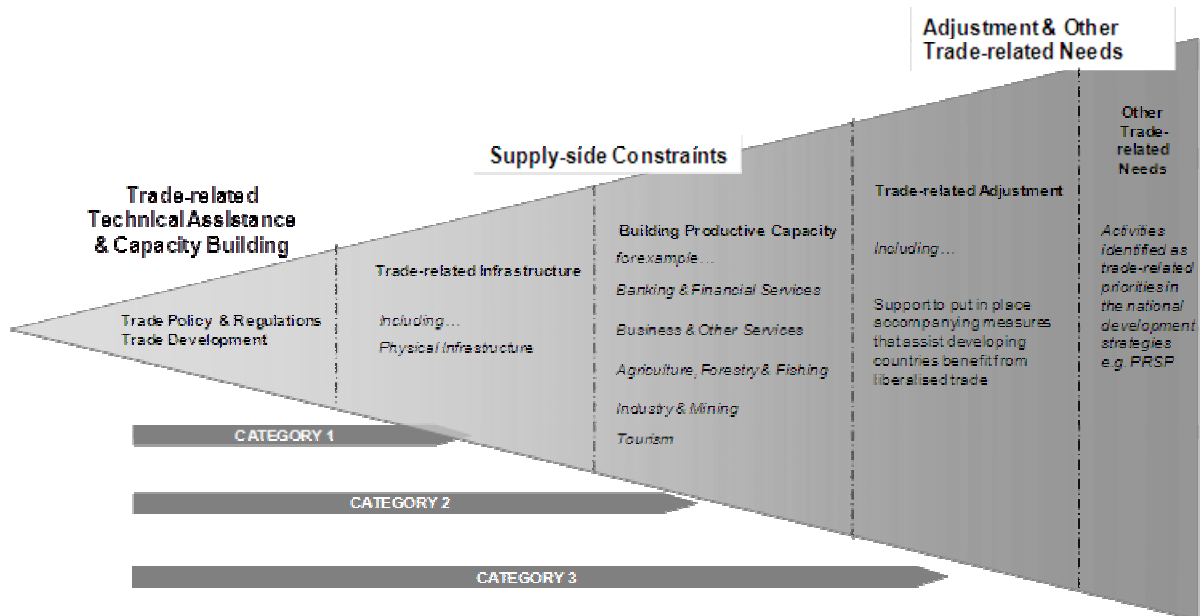 Adjustment & Other
Trade-related Needs
Supply-side Constraints
Trade-related
Technical Assistance
& Capacity Building
Trade Policy & Regulations
Trade Development
Trade-related Infrastructure
Including…
Physical Infrastructure
Building Productive Capacity
for example…
Banking & Financial Services
Business & Other Services
Agriculture, Forestry & Fishing
Industry & Mining
Tourism
Trade-related Adjustment
Including…
Support to put in place
accompanying measures
that assist developing
countries benefit from
liberalised trade
Other
Trade-
related
Needs
Activities
identified as
trade-related
priorities in
the national
development
strategies
e.g. PRSP
CATEGORY 1
CATEGORY 2
CATEGORY 3